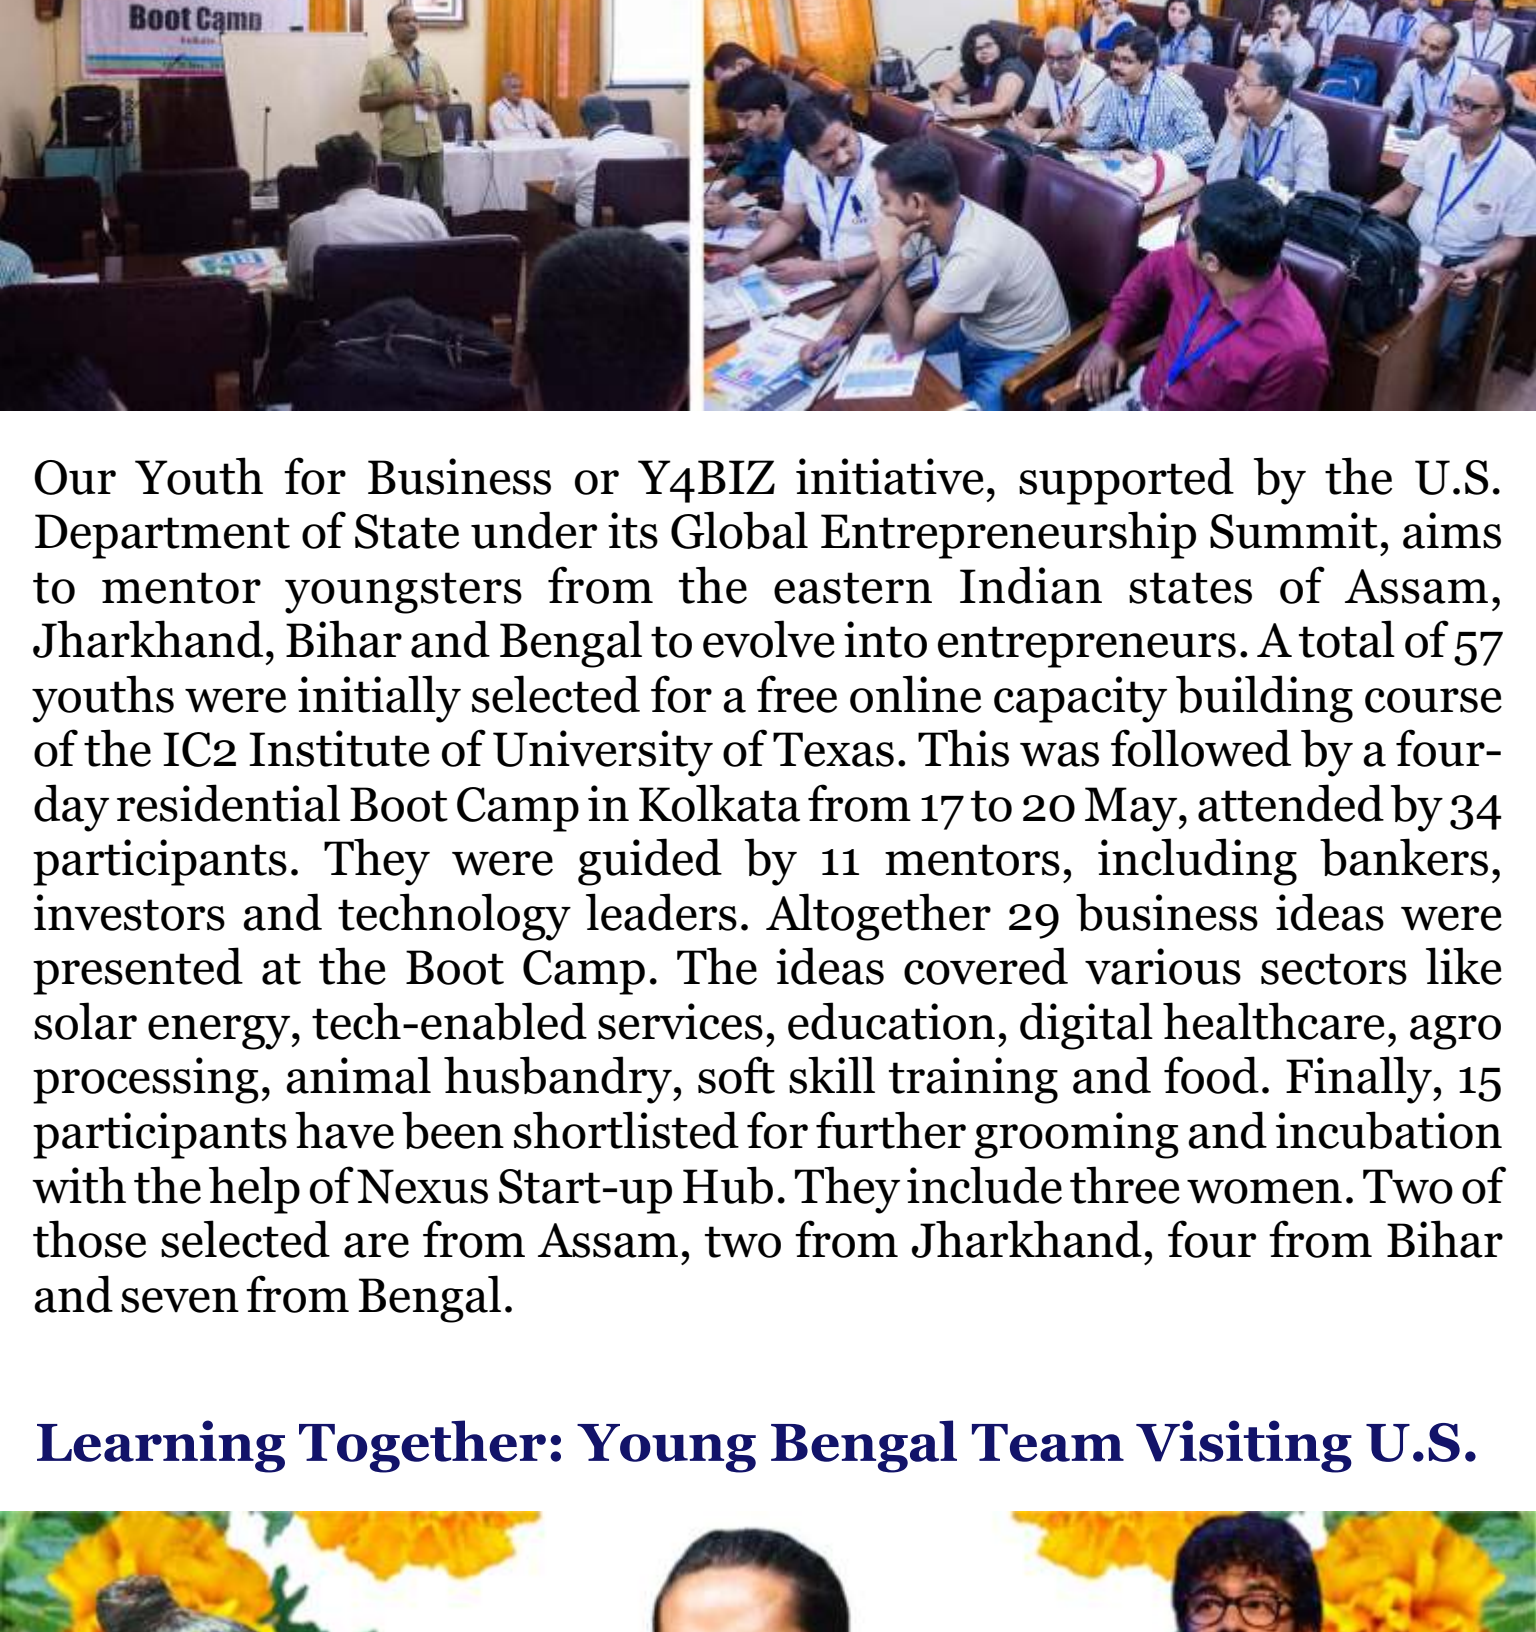 Boot Camp
Our Youth for Business or Y4BIZ initiative, supported by the U.S.
Department of State under its Global Entrepreneurship Summit, aims
to mentor youngsters from the eastern Indian states of Assam,
Jharkhand, Bihar and Bengal to evolve into entrepreneurs. A total of 57
youths were initially selected for a free online capacity building course
of the IC2 Institute of University of Texas. This was followed by a four-
day residential Boot Camp in Kolkata from 17 to 20 May, attended by 34
participants. They were guided by 11 mentors, including bankers,
investors and technology leaders. Altogether 29 business ideas were
presented at the Boot Camp. The ideas covered various sectors like
solar energy, tech-enabled services, education, digital healthcare, agro
processing, animal husbandry, soft skill training and food. Finally, 15
participants have been shortlisted for further grooming and incubation
with the help of Nexus Start-up Hub. They include three women. Two of
those selected are from Assam, two from Jharkhand, four from Bihar
and seven from Bengal.
Learning Together: Young Bengal Team Visiting U.S.